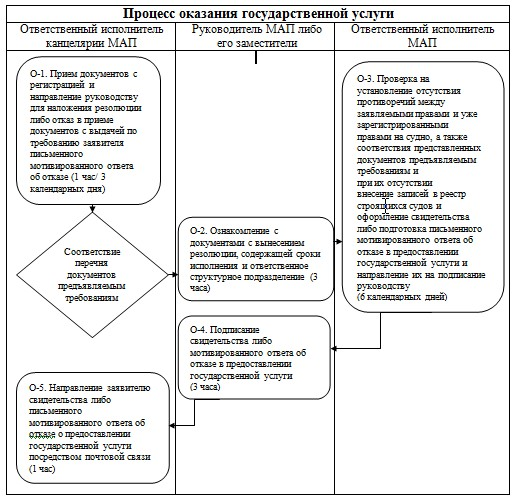 Процесс оказания государственной услуги
Ответственный исполнитель
канцелярии МАП
Руководитель МАП либо
его заместители
Ответственный исполнитель
МАП
О-1. Прием документов с
регистрацией и
направление руководству
для наложения резолюции
либо отказ в приеме
документов с выдачей по
требованию заявителя
письменного
мотивированного ответа
об отказе (1 час/ 3
календарных дня)
Соответствие
перечня
документов
предъявляемым
требованиям
О-2. Ознакомление с
документами с вынесением
резолюции, содержащей сроки
исполнения и ответственное
структурное подразделение (3
часа)
О-3. Проверка на
установление отсутствия
противоречий между
заявляемыми правами и уже
зарегистрированными
правами на судно, а также
соответствия представленных
документов предъявляемым
требованиям и
при их отсутствии
внесение записей в реестр
строящихся судов и
оформление свидетельства
либо подготовка письменного
мотивированного ответа об
отказе в предоставлении
государственной услуги и
направление их на подписание
руководству
(6 календарных дней)
О-4. Подписание
свидетельства либо
мотивированного ответа об
отказе в предоставлении
государственной услуги
(3 часа)
О-5. Направление заявителю
свидетельства либо
письменного
мотивированного ответа об
отказе о предоставлении
государственной услуги
посредством почтовой связи
(1 час)